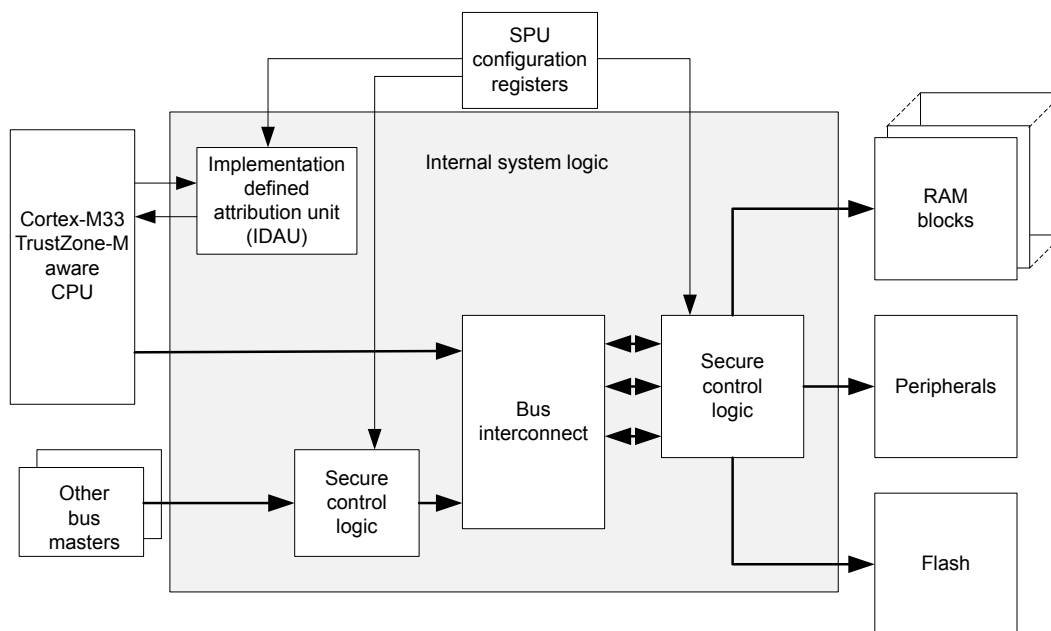 SPU
configuration
registers
Internal system logic
Implementation
defined
attribution unit
(IDAU)
Cortex-M33
TrustZone-M
aware
CPU
RAM
blocks
Bus
interconnect
Secure
control
logic
Peripherals
Other
bus
masters
Secure
control
logic
Flash